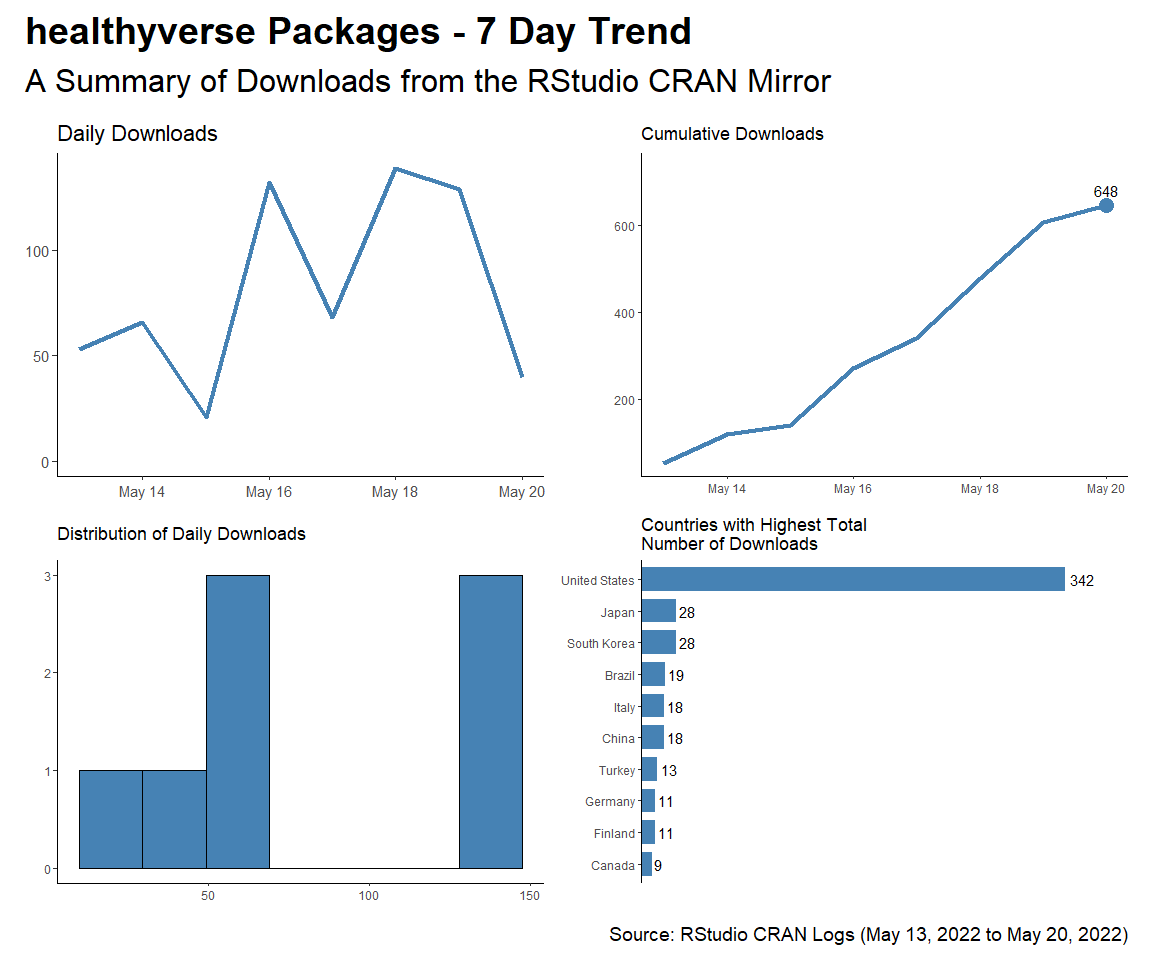 healthyverse Packages - 7 Day Trend
A Summary of Downloads from the RStudio CRAN Mirror
Daily Downloads
100
50
0
May 14 May 16 May 18 May 20
Cumulative Downloads
648
600
400
200
May 14 May 16 May 18 May 20
Distribution of Daily Downloads
3
2
1
0
50 100 150
Countries with Highest Total
Number of Downloads
United States 342
Japan 28
South Korea 28
Brazil 19
Italy 18
China 18
Turkey 13
Germany 11
Finland 11
Canada 9
Source: RStudio CRAN Logs (May 13, 2022 to May 20, 2022)